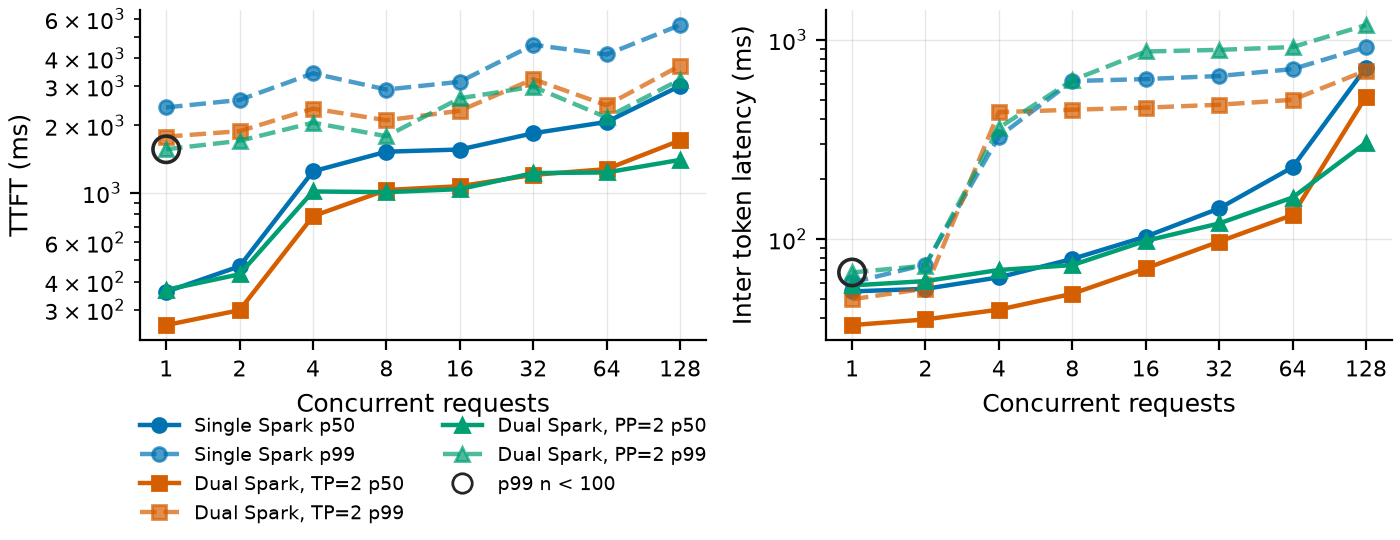 TTFT (ms)
6 × 10³
4 × 10³
3 × 10³
2 × 10³
10³
6 × 10²
4 × 10²
3 × 10²
1 2 4 8 16 32 64 128
Concurrent requests
Inter token latency (ms)
10³
10²
1 2 4 8 16 32 64 128
Concurrent requests
Single Spark p50
Single Spark p99
Dual Spark, TP=2 p50
Dual Spark, TP=2 p99
Dual Spark, PP=2 p50
Dual Spark, PP=2 p99
p99 n < 100